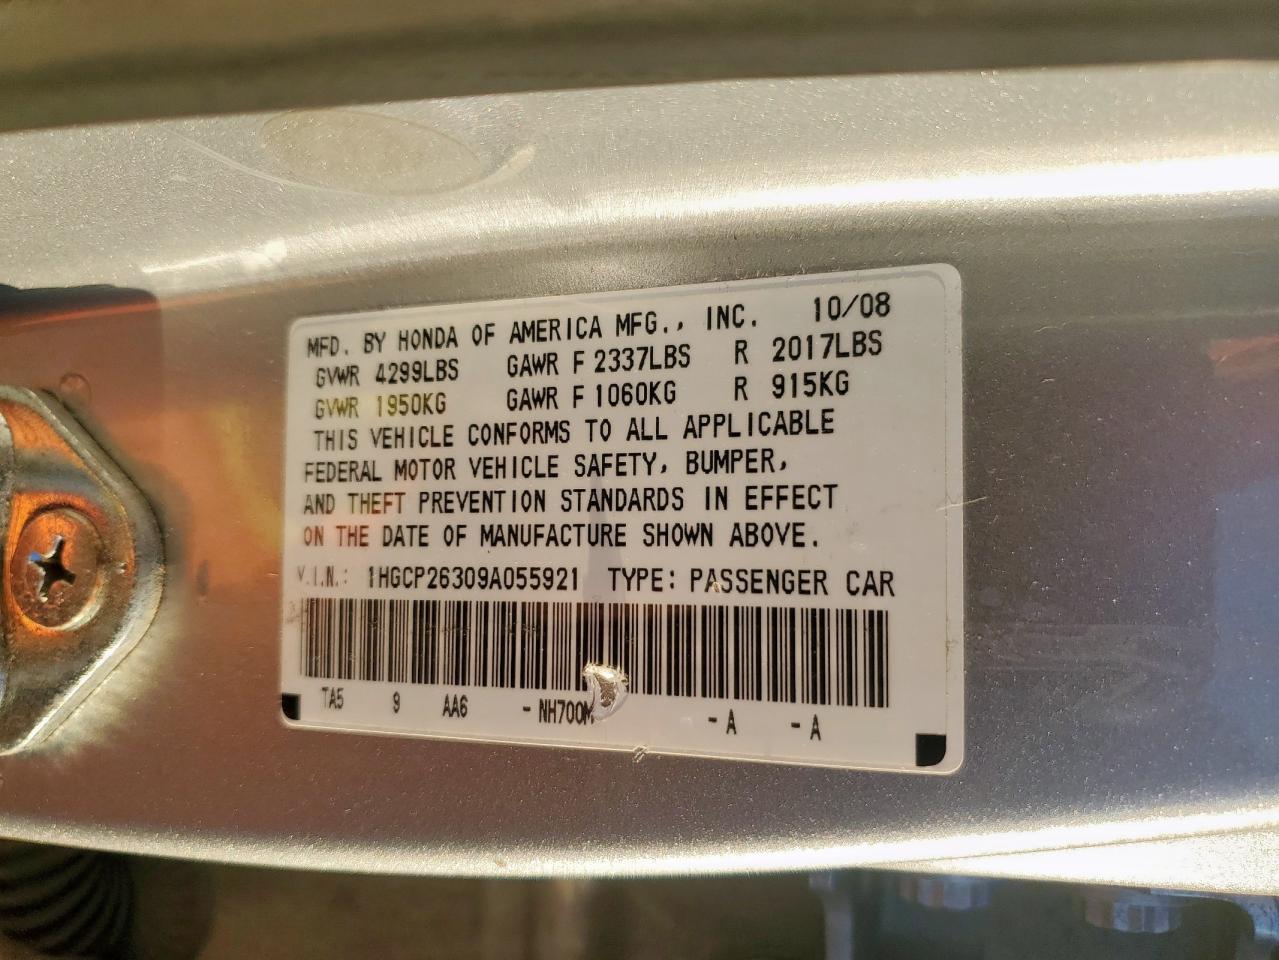 MFD. BY HONDA OF AMERICA MFG., INC. 10/08
GVWR 4299LBS GAWR F 2337LBS R 2017LBS
GVWR 1950KG GAWR F 1060KG R 915KG
THIS VEHICLE CONFORMS TO ALL APPLICABLE
FEDERAL MOTOR VEHICLE SAFETY, BUMPER,
AND THEFT PREVENTION STANDARDS IN EFFECT
ON THE DATE OF MANUFACTURE SHOWN ABOVE.
V.I.N.: 1HGCP26309A055921 TYPE: PASSENGER CAR
TA5 9 AA6 -NH700M -A -A